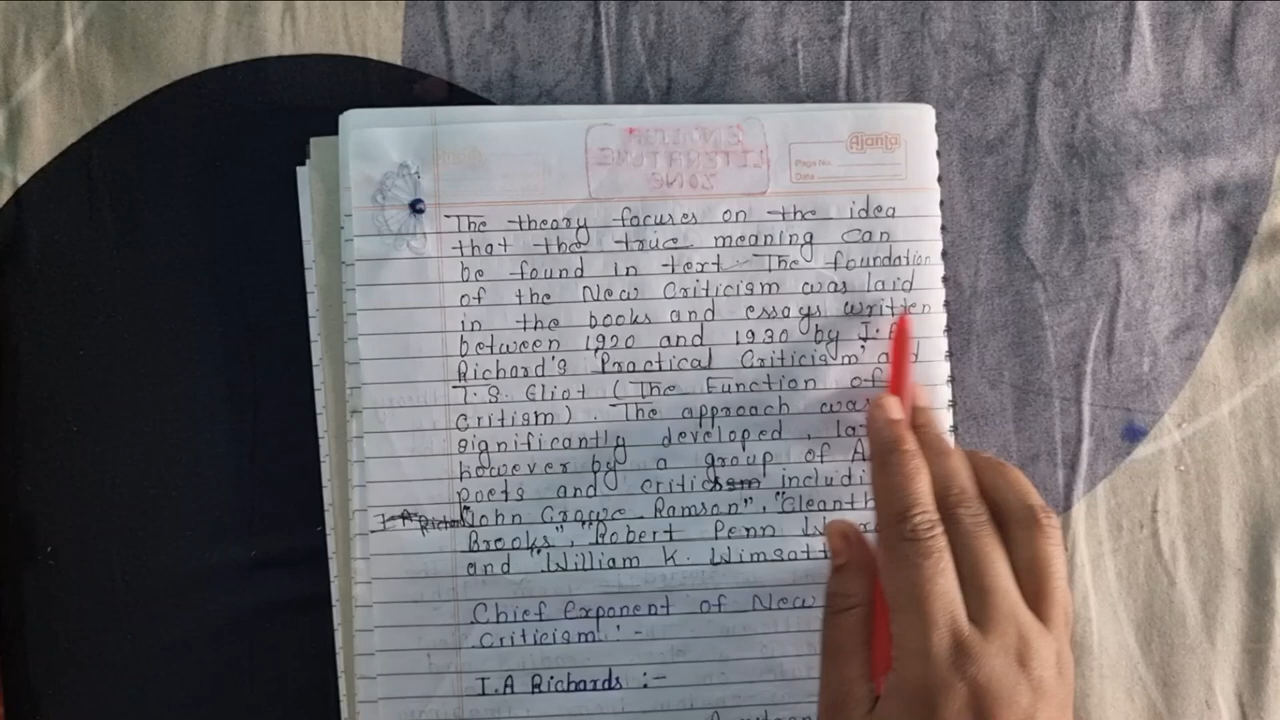 Ajanta
Page No.
Date
The theory focuses on the idea
that the true meaning can
be found in text. The foundation
of the New Criticism was laid
in the books and essays written
between 1920 and 1930 by I.A
Richard's Practical Criticism' and
T. S. Eliot (The Function of
Critism). The approach was
significantly developed,
however by a group of
poets and critics
"John Crowe Ramson", "Cleanth
Brooks", "Robert Penn
and "William K. Wimsatt
Chief Exponent of New
Criticism :-
I.A Richards :-